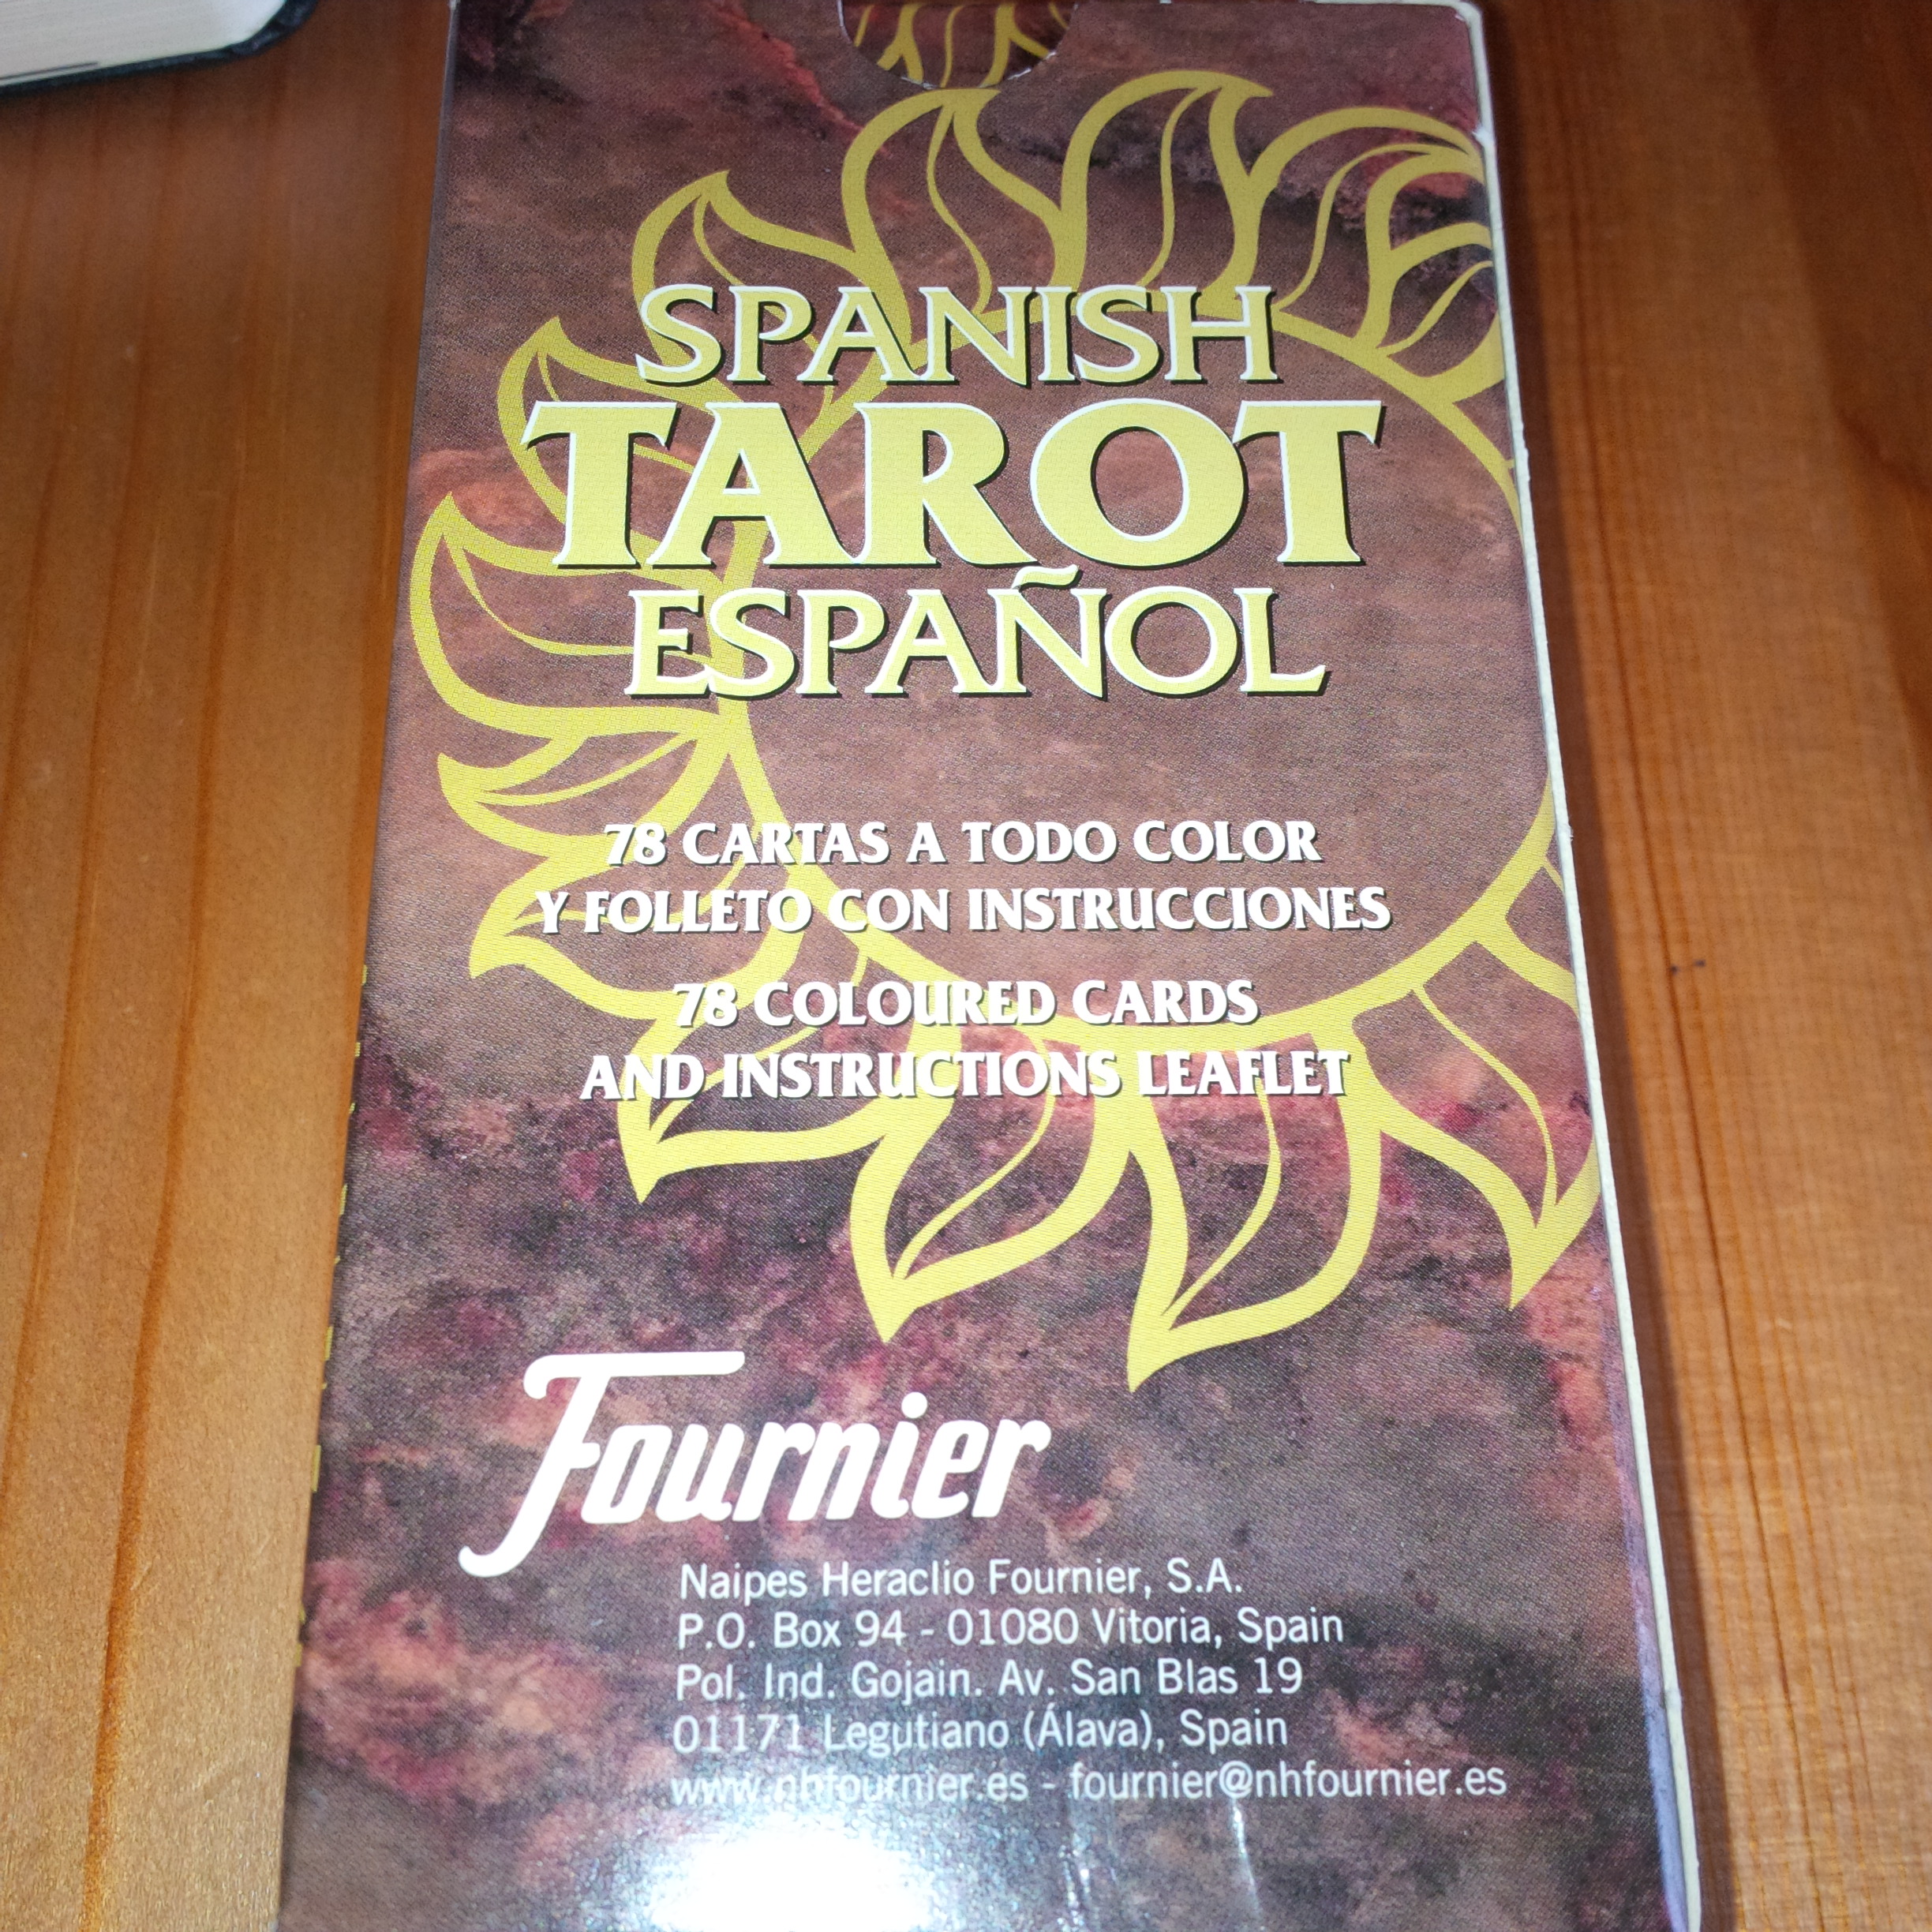 SPANISH
TAROT
ESPAÑOL
78 CARTAS A TODO COLOR
Y FOLLETO CON INSTRUCCIONES
78 COLOURED CARDS
AND INSTRUCTIONS LEAFLET
Fournier
Naipes Heraclio Fournier, S.A.
P.O. Box 94 - 01080 Vitoria, Spain
Pol. Ind. Gojain. Av. San Blas 19
01171 Legutiano (Álava), Spain
www.nhfournier.es - fournier@nhfournier.es